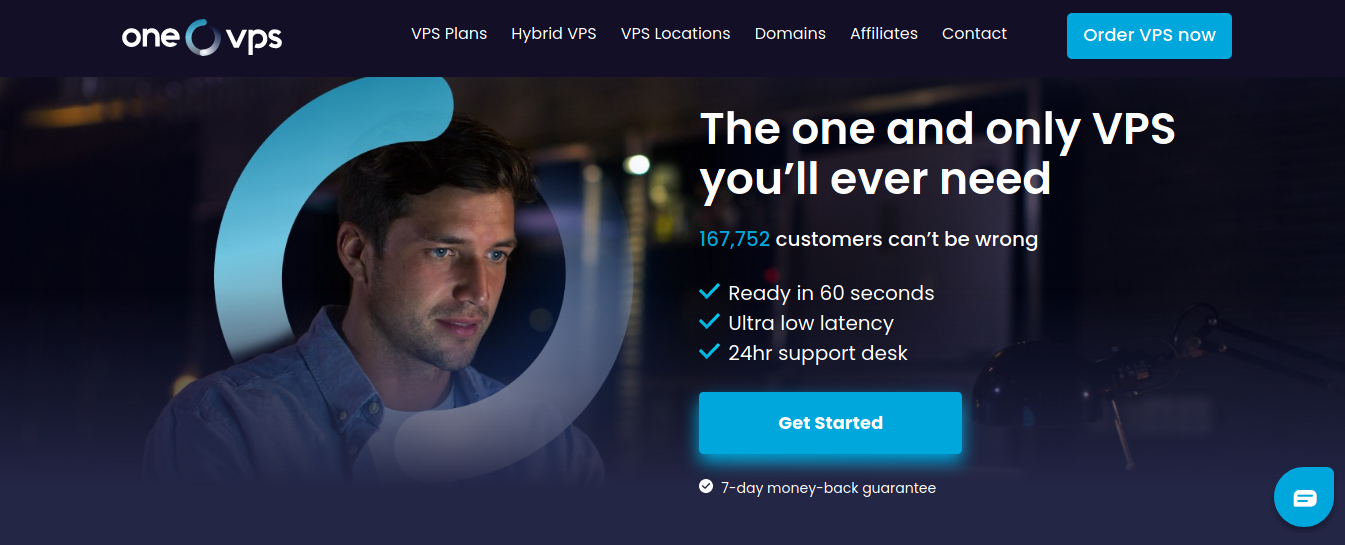 one vps
VPS Plans
Hybrid VPS
VPS Locations
Domains
Affiliates
Contact
Order VPS now
The one and only VPS
you’ll ever need
167,752 customers can’t be wrong
Ready in 60 seconds
Ultra low latency
24hr support desk
Get Started
7-day money-back guarantee